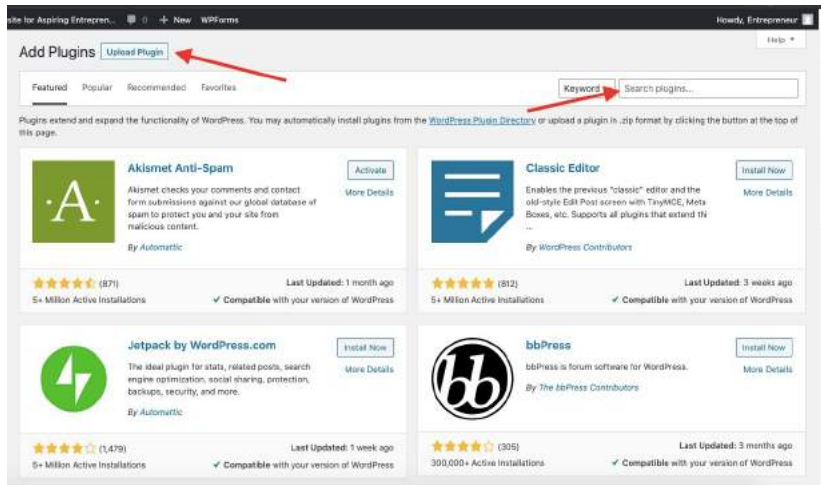 site for Aspiring Entrepren... 0 + New WPForms Howdy, Entrepreneur
Help ▼
Add Plugins Upload Plugin
Featured Popular Recommended Favorites Keyword Search plugins...
Plugins extend and expand the functionality of WordPress. You may automatically install plugins from the WordPress Plugin Directory or upload a plugin in .zip format by clicking the button at the top of
this page.
Akismet Anti-Spam
Activate
Akismet checks your comments and contact
form submissions against our global database of
spam to protect you and your site from
malicious content.
More Details
By Automattic
(871)
Last Updated: 1 month ago
5+ Million Active Installations
✔ Compatible with your version of WordPress
Classic Editor
Install Now
Enables the previous "classic" editor and the
old-style Edit Post screen with TinyMCE, Meta
Boxes, etc. Supports all plugins that extend thi
...
More Details
By WordPress Contributors
(812)
Last Updated: 3 weeks ago
5+ Million Active Installations
✔ Compatible with your version of WordPress
Jetpack by WordPress.com
Install Now
The ideal plugin for stats, related posts, search
engine optimization, social sharing, protection,
backups, security, and more.
More Details
By Automattic
(1,479)
Last Updated: 1 week ago
5+ Million Active Installations
✔ Compatible with your version of WordPress
bb
bbPress
Install Now
bbPress is forum software for WordPress.
More Details
By The bbPress Contributors
(305)
Last Updated: 3 months ago
300,000+ Active Installations
✔ Compatible with your version of WordPress